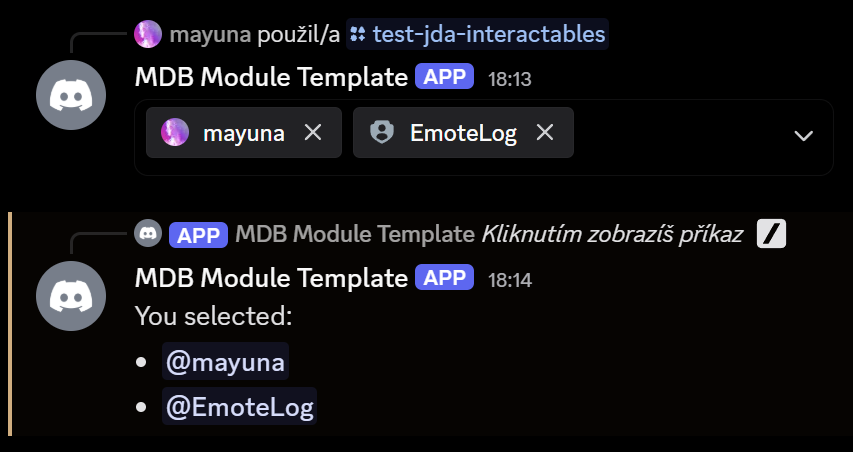 mayuna použil/a test-jda-interactables
MDB Module Template APP 18:13
mayuna EmoteLog
APP MDB Module Template Kliknutím zobrazíš příkaz
MDB Module Template APP 18:14
You selected:
• @mayuna
• @EmoteLog